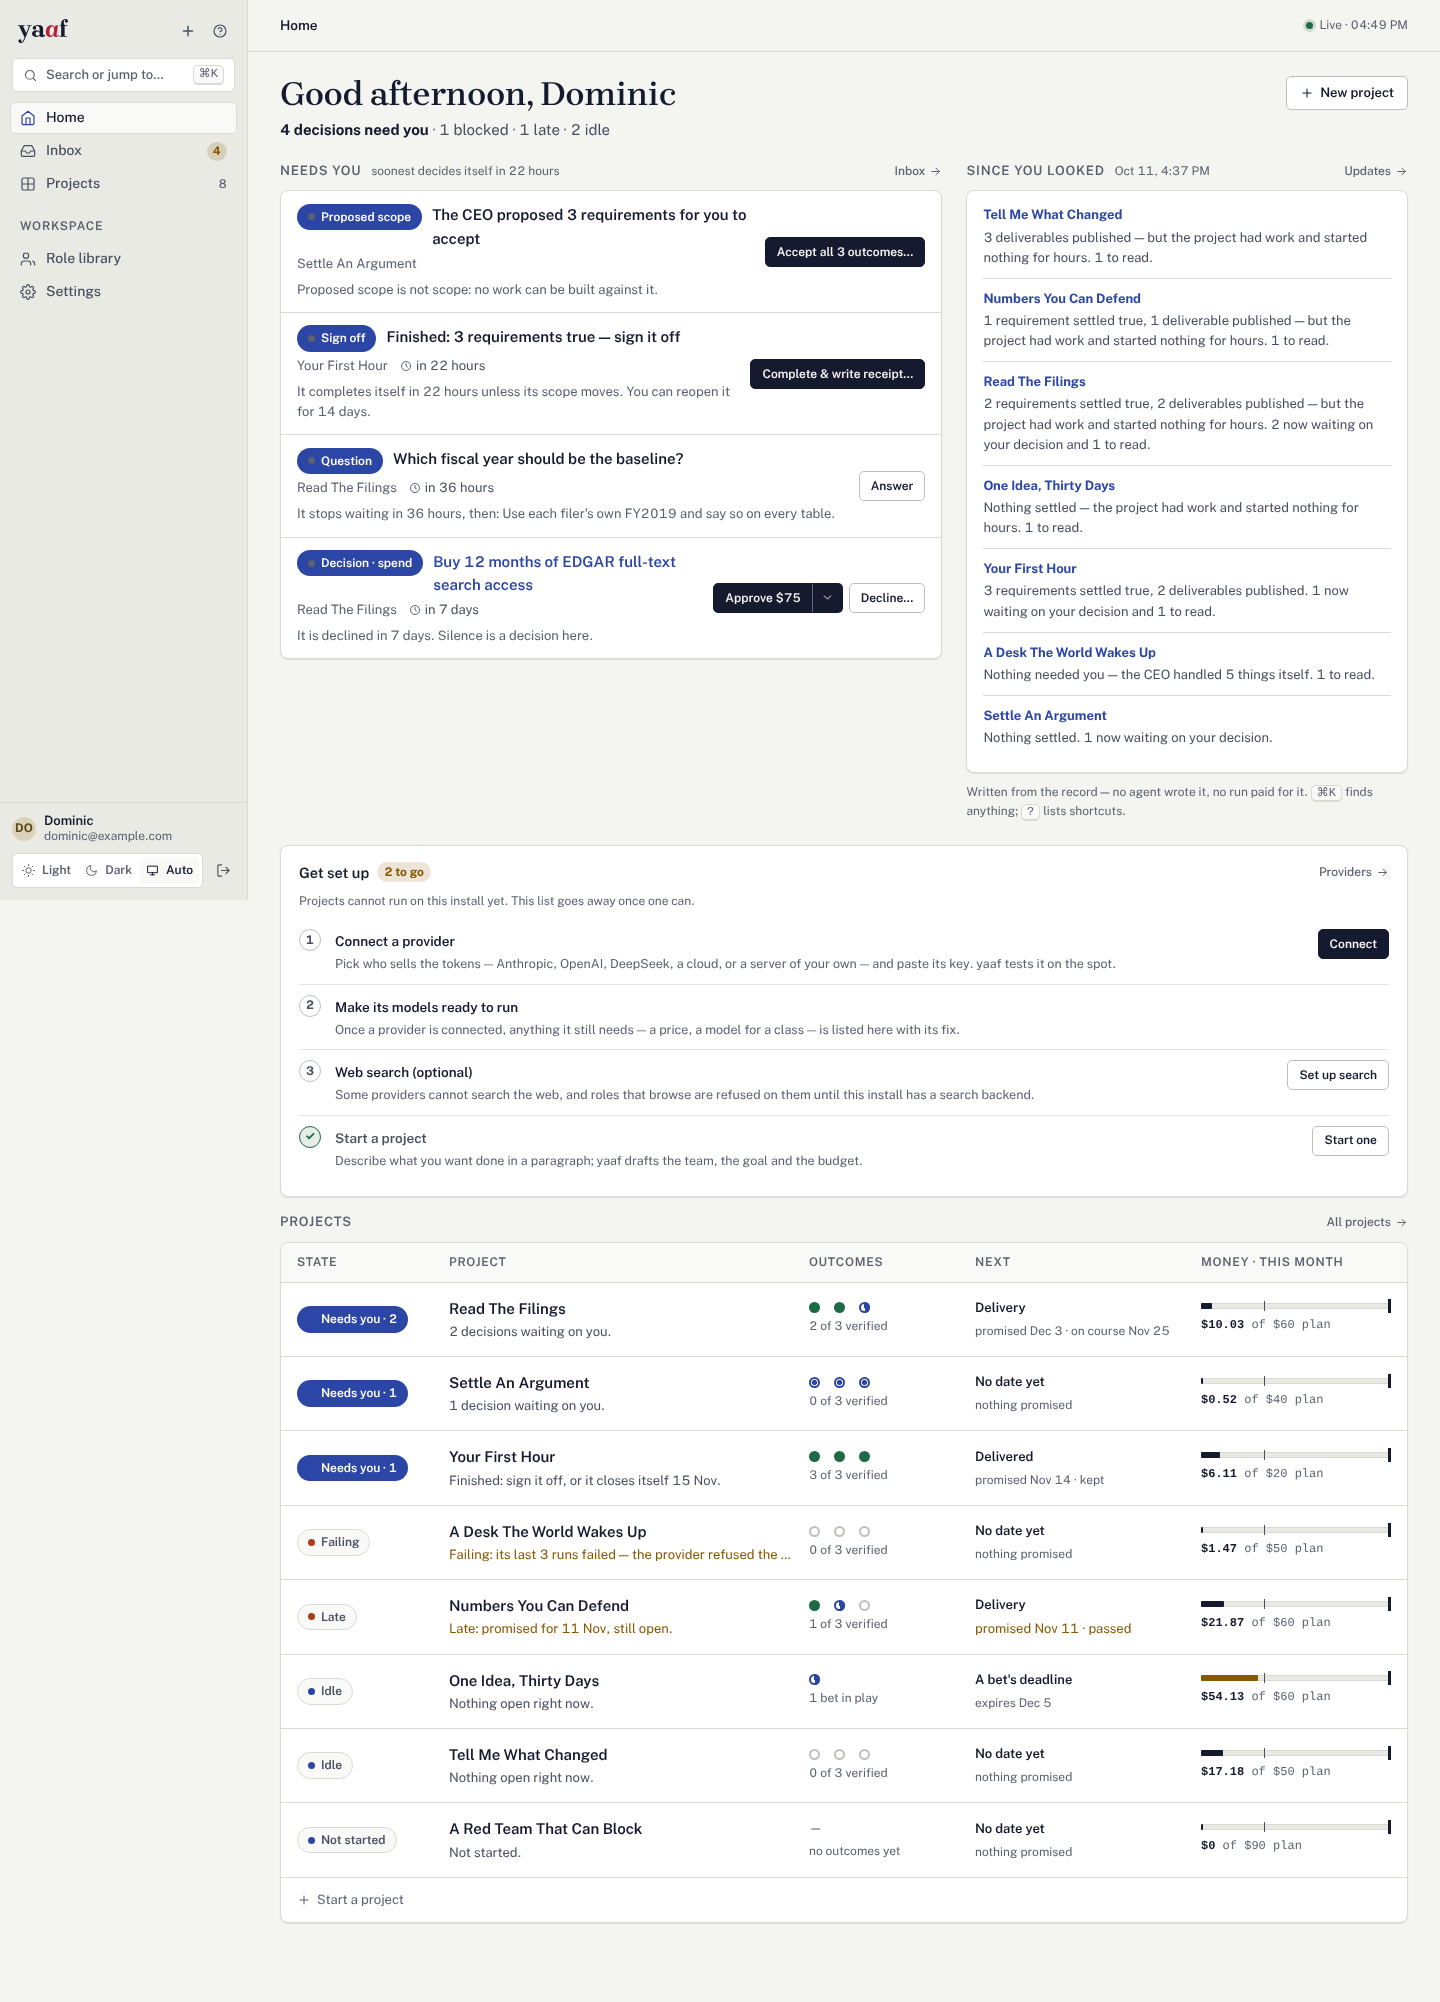 yaaf
Search or jump to...
⌘K
Home
Inbox
4
Projects
8
WORKSPACE
Role library
Settings
DO
Dominic
dominic@example.com
Light
Dark
Auto
Home
Live · 04:49 PM
Good afternoon, Dominic
New project
4 decisions need you · 1 blocked · 1 late · 2 idle
NEEDS YOU soonest decides itself in 22 hours
Inbox →
Proposed scope
The CEO proposed 3 requirements for you to
accept
Settle An Argument
Proposed scope is not scope: no work can be built against it.
Accept all 3 outcomes...
Sign off
Finished: 3 requirements true — sign it off
Your First Hour
in 22 hours
It completes itself in 22 hours unless its scope moves. You can reopen it
for 14 days.
Complete & write receipt...
Question
Which fiscal year should be the baseline?
Read The Filings
in 36 hours
It stops waiting in 36 hours, then: Use each filer's own FY2019 and say so on every table.
Answer
Decision · spend
Buy 12 months of EDGAR full-text
search access
Read The Filings
in 7 days
It is declined in 7 days. Silence is a decision here.
Approve $75
Decline...
SINCE YOU LOOKED Oct 11, 4:37 PM
Updates →
Tell Me What Changed
3 deliverables published — but the project had work and started
nothing for hours. 1 to read.
Numbers You Can Defend
1 requirement settled true, 1 deliverable published — but the
project had work and started nothing for hours. 1 to read.
Read The Filings
2 requirements settled true, 2 deliverables published — but the
project had work and started nothing for hours. 2 now waiting on
your decision and 1 to read.
One Idea, Thirty Days
Nothing settled — the project had work and started nothing for
hours. 1 to read.
Your First Hour
3 requirements settled true, 2 deliverables published. 1 now
waiting on your decision and 1 to read.
A Desk The World Wakes Up
Nothing needed you — the CEO handled 5 things itself. 1 to read.
Settle An Argument
Nothing settled. 1 now waiting on your decision.
Written from the record — no agent wrote it, no run paid for it. ⌘K finds
anything; ? lists shortcuts.
Get set up
2 to go
Providers →
Projects cannot run on this install yet. This list goes away once one can.
1
Connect a provider
Pick who sells the tokens — Anthropic, OpenAI, DeepSeek, a cloud, or a server of your own — and paste its key. yaaf tests it on the spot.
Connect
2
Make its models ready to run
Once a provider is connected, anything it still needs — a price, a model for a class — is listed here with its fix.
3
Web search (optional)
Some providers cannot search the web, and roles that browse are refused on them until this install has a search backend.
Set up search
Start a project
Describe what you want done in a paragraph; yaaf drafts the team, the goal and the budget.
Start one
PROJECTS
All projects →
STATE
PROJECT
OUTCOMES
NEXT
MONEY · THIS MONTH
Needs you · 2
Read The Filings
2 decisions waiting on you.
2 of 3 verified
Delivery
promised Dec 3 · on course Nov 25
$10.03 of $60 plan
Needs you · 1
Settle An Argument
1 decision waiting on you.
0 of 3 verified
No date yet
nothing promised
$0.52 of $40 plan
Needs you · 1
Your First Hour
Finished: sign it off, or it closes itself 15 Nov.
3 of 3 verified
Delivered
promised Nov 14 · kept
$6.11 of $20 plan
Failing
A Desk The World Wakes Up
Failing: its last 3 runs failed — the provider refused the ...
0 of 3 verified
No date yet
nothing promised
$1.47 of $50 plan
Late
Numbers You Can Defend
Late: promised for 11 Nov, still open.
1 of 3 verified
Delivery
promised Nov 11 · passed
$21.87 of $60 plan
Idle
One Idea, Thirty Days
Nothing open right now.
1 bet in play
A bet's deadline
expires Dec 5
$54.13 of $60 plan
Idle
Tell Me What Changed
Nothing open right now.
0 of 3 verified
No date yet
nothing promised
$17.18 of $50 plan
Not started
A Red Team That Can Block
Not started.
—
no outcomes yet
No date yet
nothing promised
$0 of $90 plan
Start a project